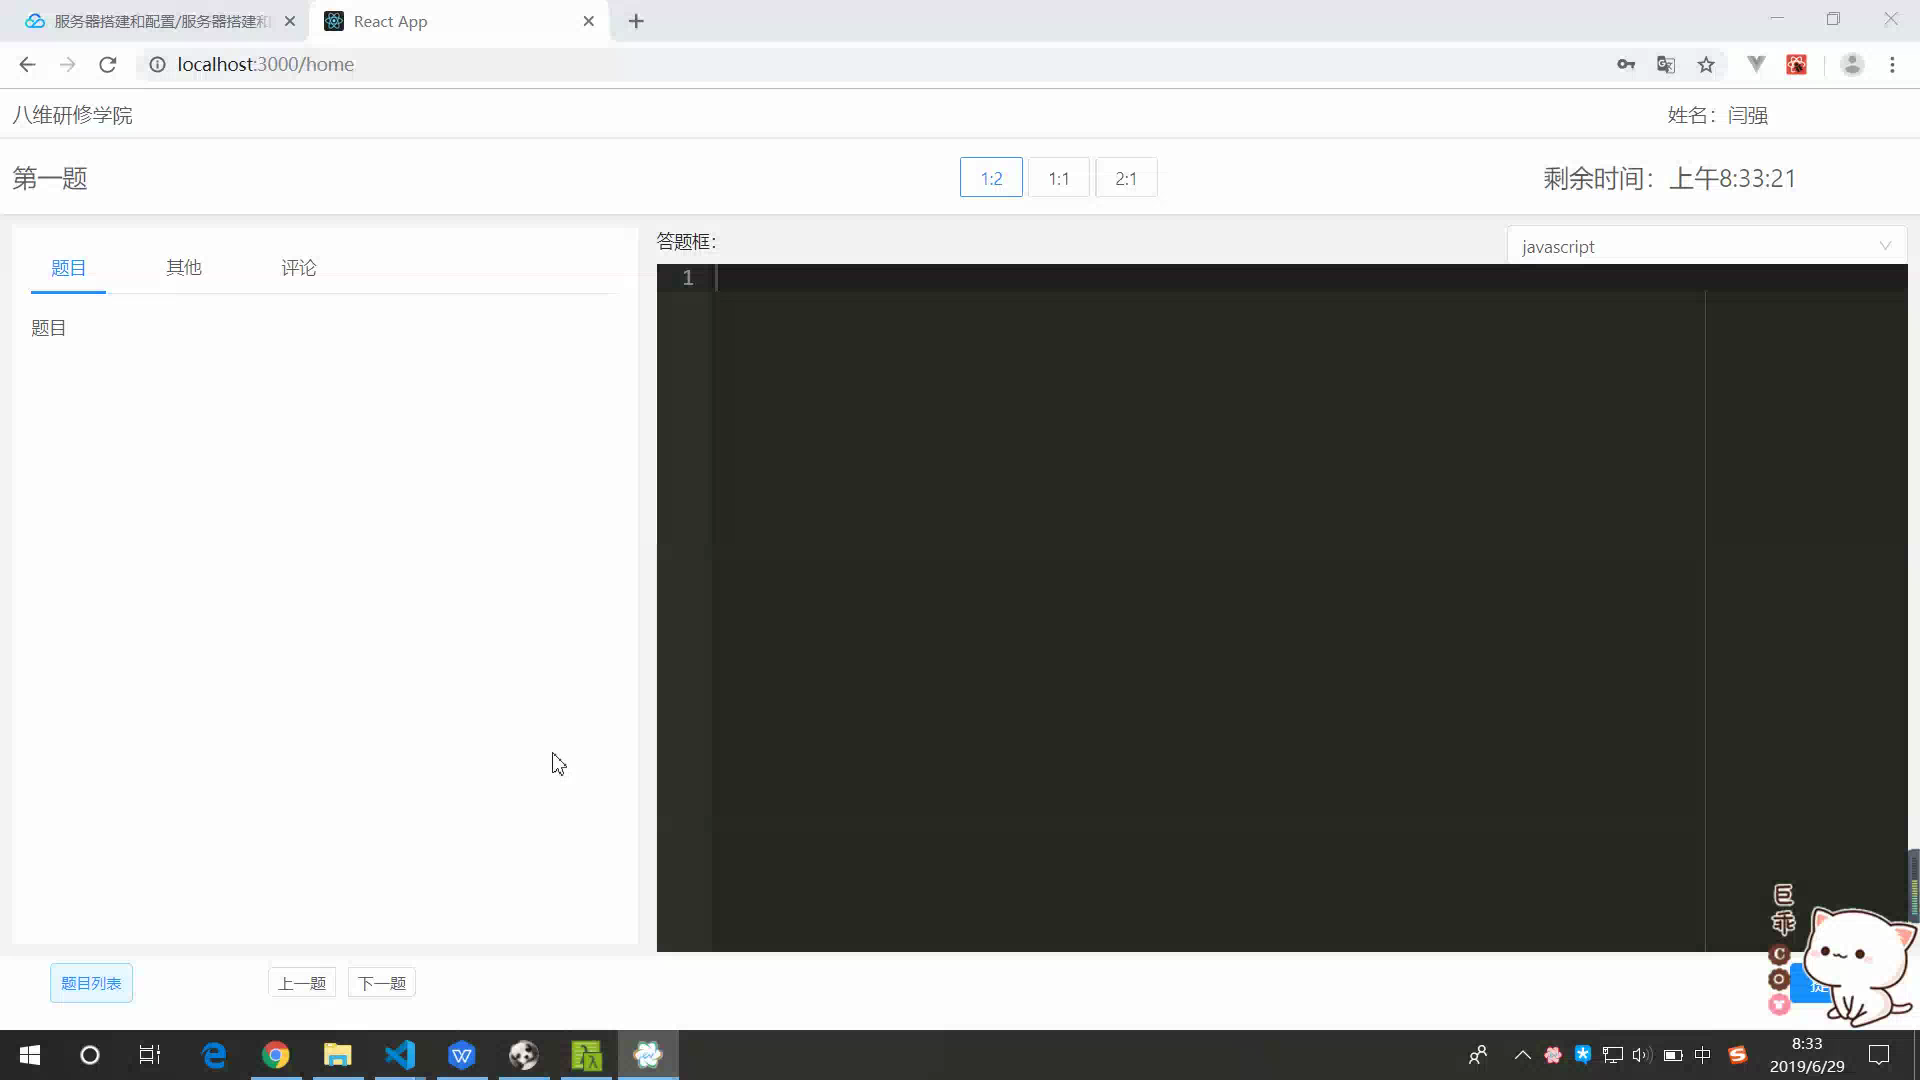 服务器搭建和配置/服务器搭建和
React App
localhost:3000/home
八维研修学院
姓名：闫强
第一题
1:2
1:1
2:1
剩余时间：上午8:33:21
题目
其他
评论
答题框：
javascript
1
题目
巨
乖
题目列表
上一题
下一题
中
8:33
2019/6/29